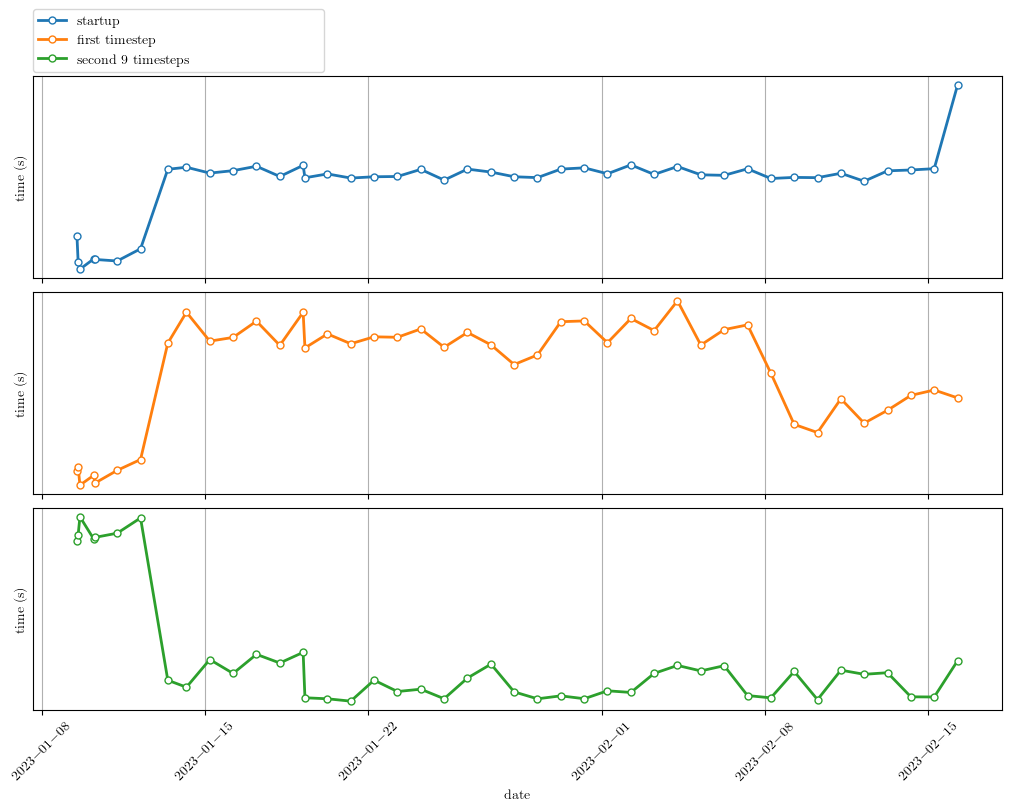 startup
first timestep
second 9 timesteps
time (s)
time (s)
time (s)
2023−01−08
2023−01−15
2023−01−22
2023−02−01
2023−02−08
2023−02−15
date